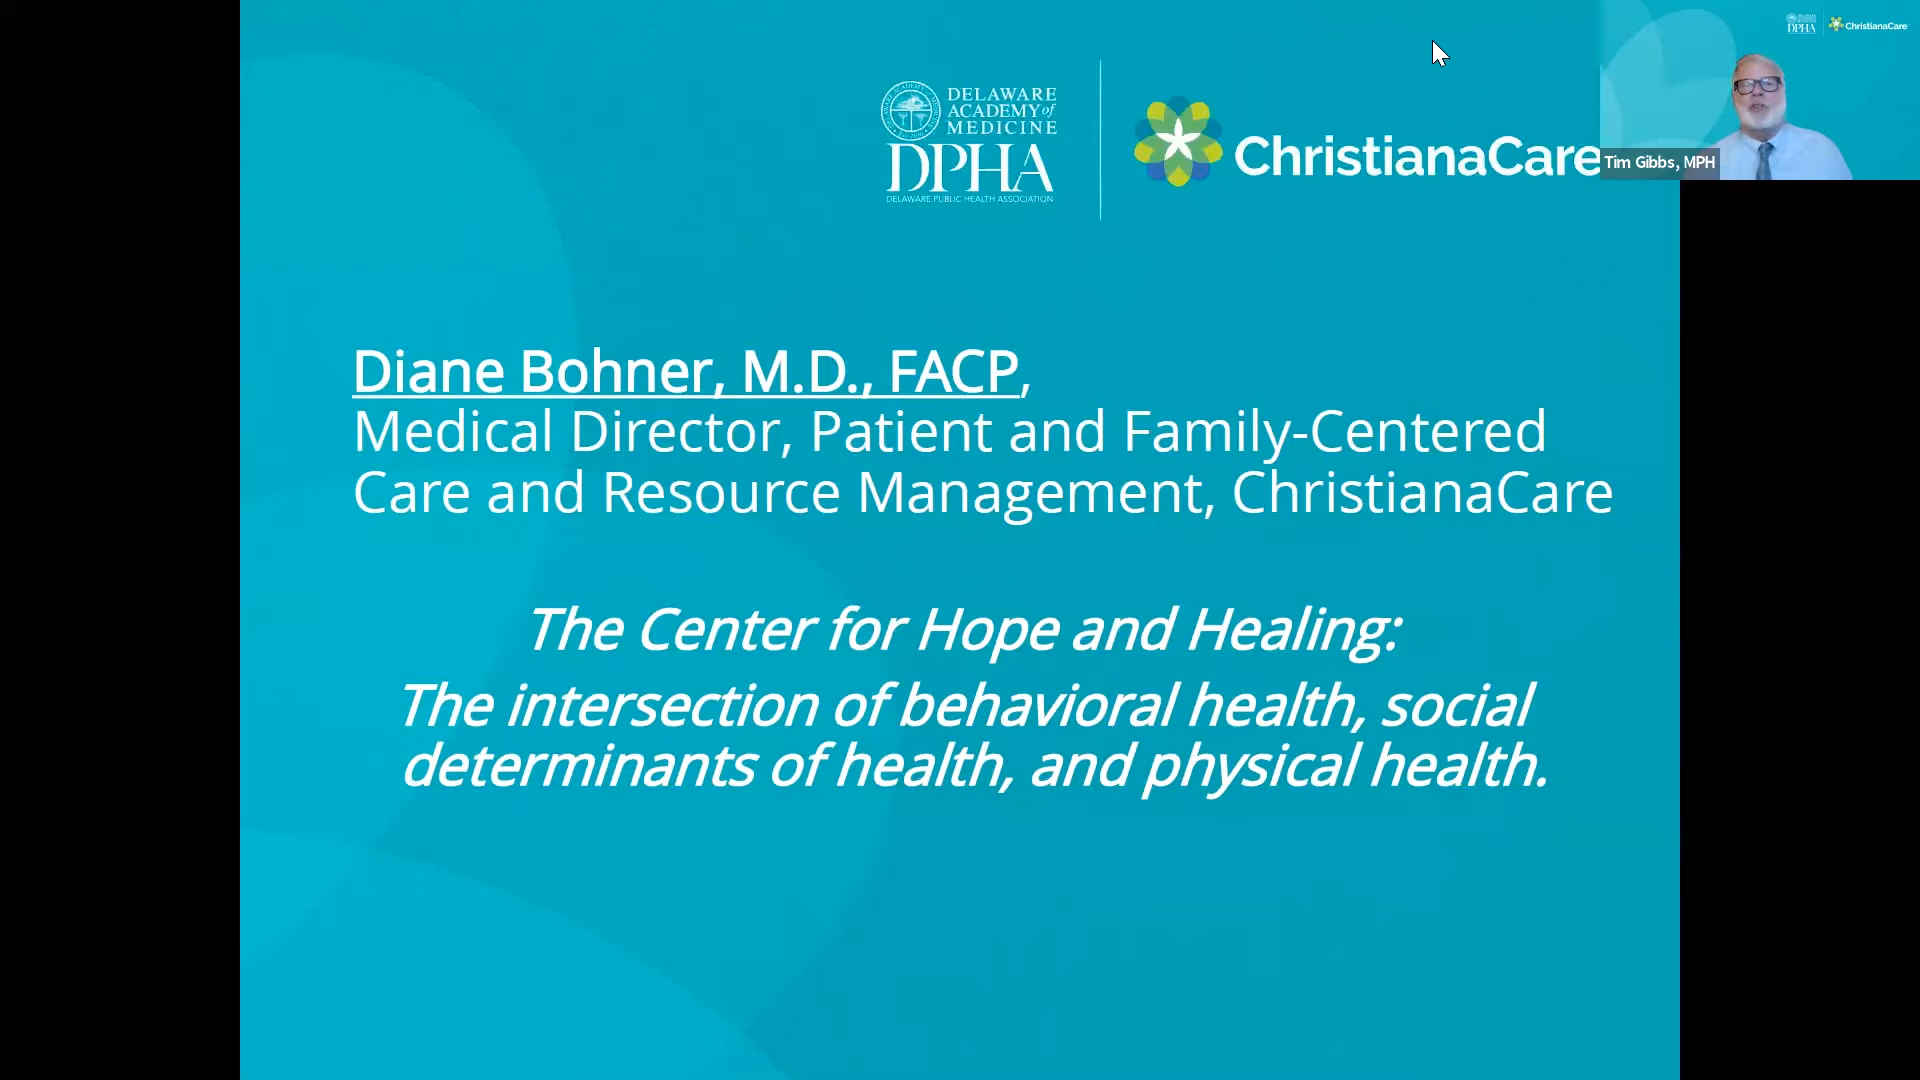 DELAWARE
ACADEMY of
MEDICINE
DPHA
DELAWARE PUBLIC HEALTH ASSOCIATION
ChristianaCare
DPHA
ChristianaCare
Tim Gibbs, MPH
Diane Bohner, M.D., FACP,
Medical Director, Patient and Family-Centered
Care and Resource Management, ChristianaCare
The Center for Hope and Healing:
The intersection of behavioral health, social
determinants of health, and physical health.